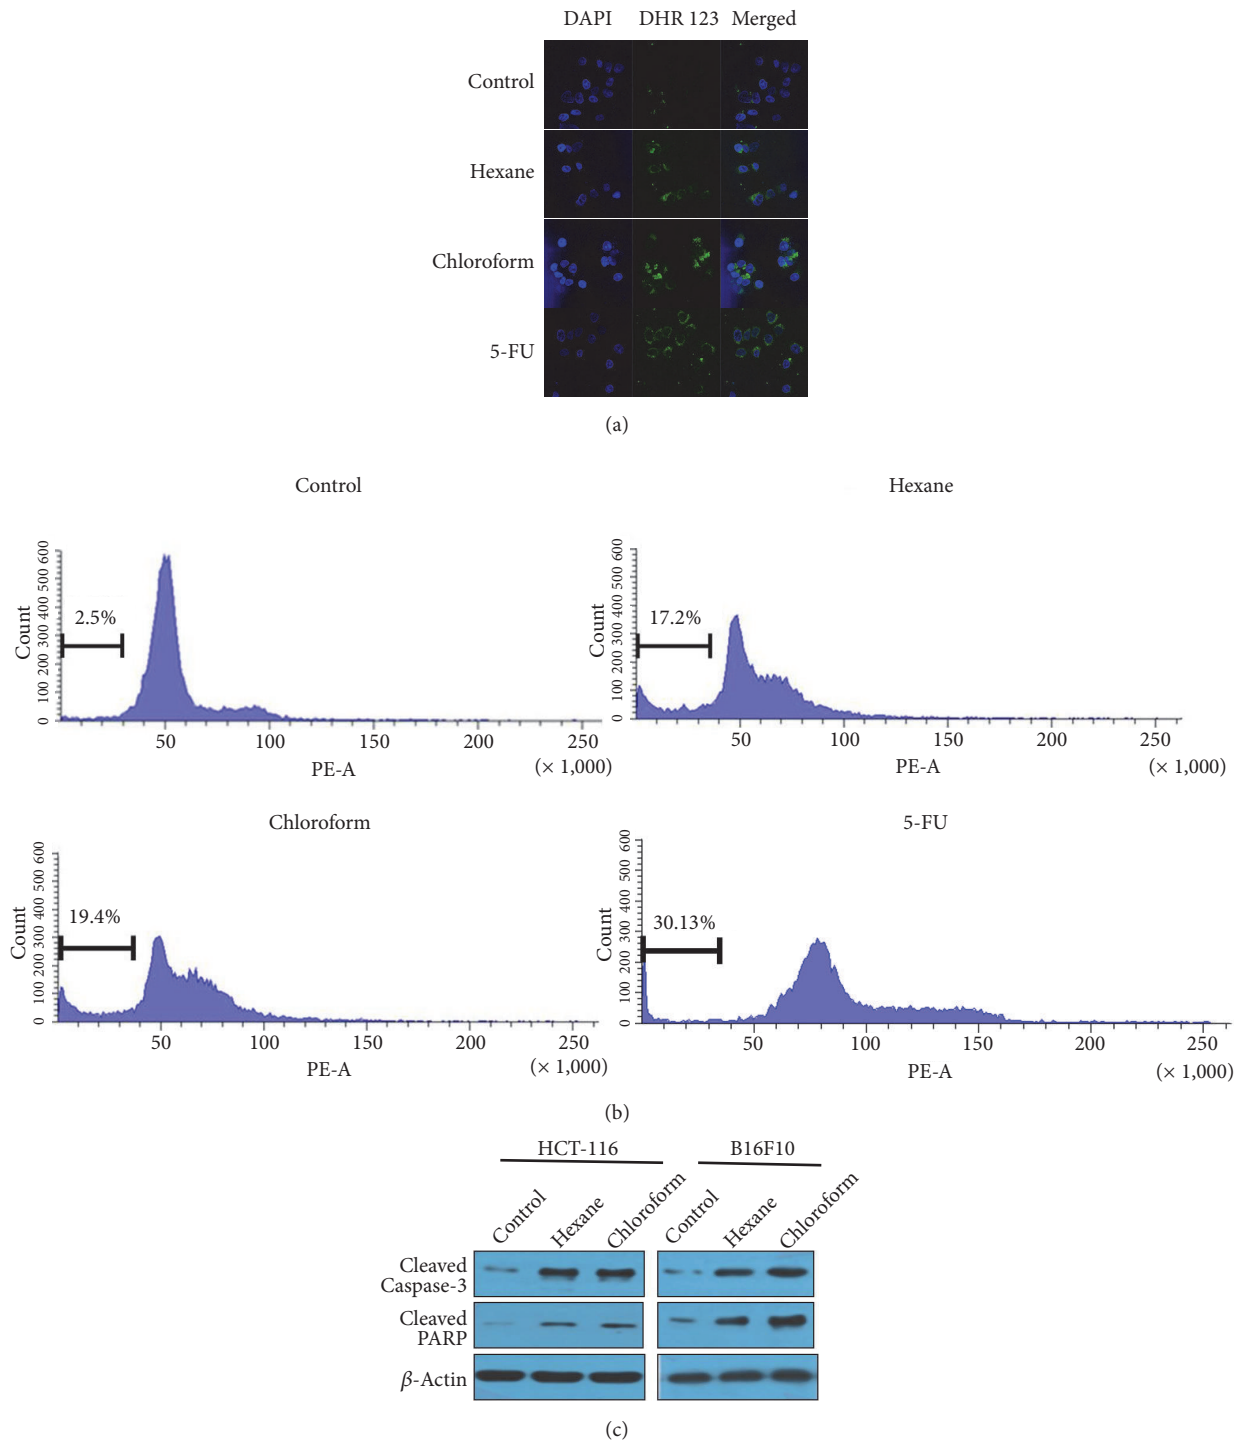 DAPI DHR 123 Merged
Control
Hexane
Chloroform
5-FU
(a)
Control
Hexane
Count
0 100 200 300 400 500 600
2.5%
50 100 150 200 250
PE-A
(× 1,000)
Count
0 100 200 300 400 500 600
17.2%
50 100 150 200 250
PE-A
(× 1,000)
Chloroform
5-FU
Count
0 100 200 300 400 500 600
19.4%
50 100 150 200 250
PE-A
(× 1,000)
Count
0 100 200 300 400 500 600
30.13%
50 100 150 200 250
PE-A
(× 1,000)
(b)
HCT-116 B16F10
Control Hexane Chloroform Control Hexane Chloroform
Cleaved
Caspase-3
Cleaved
PARP
β-Actin
(c)